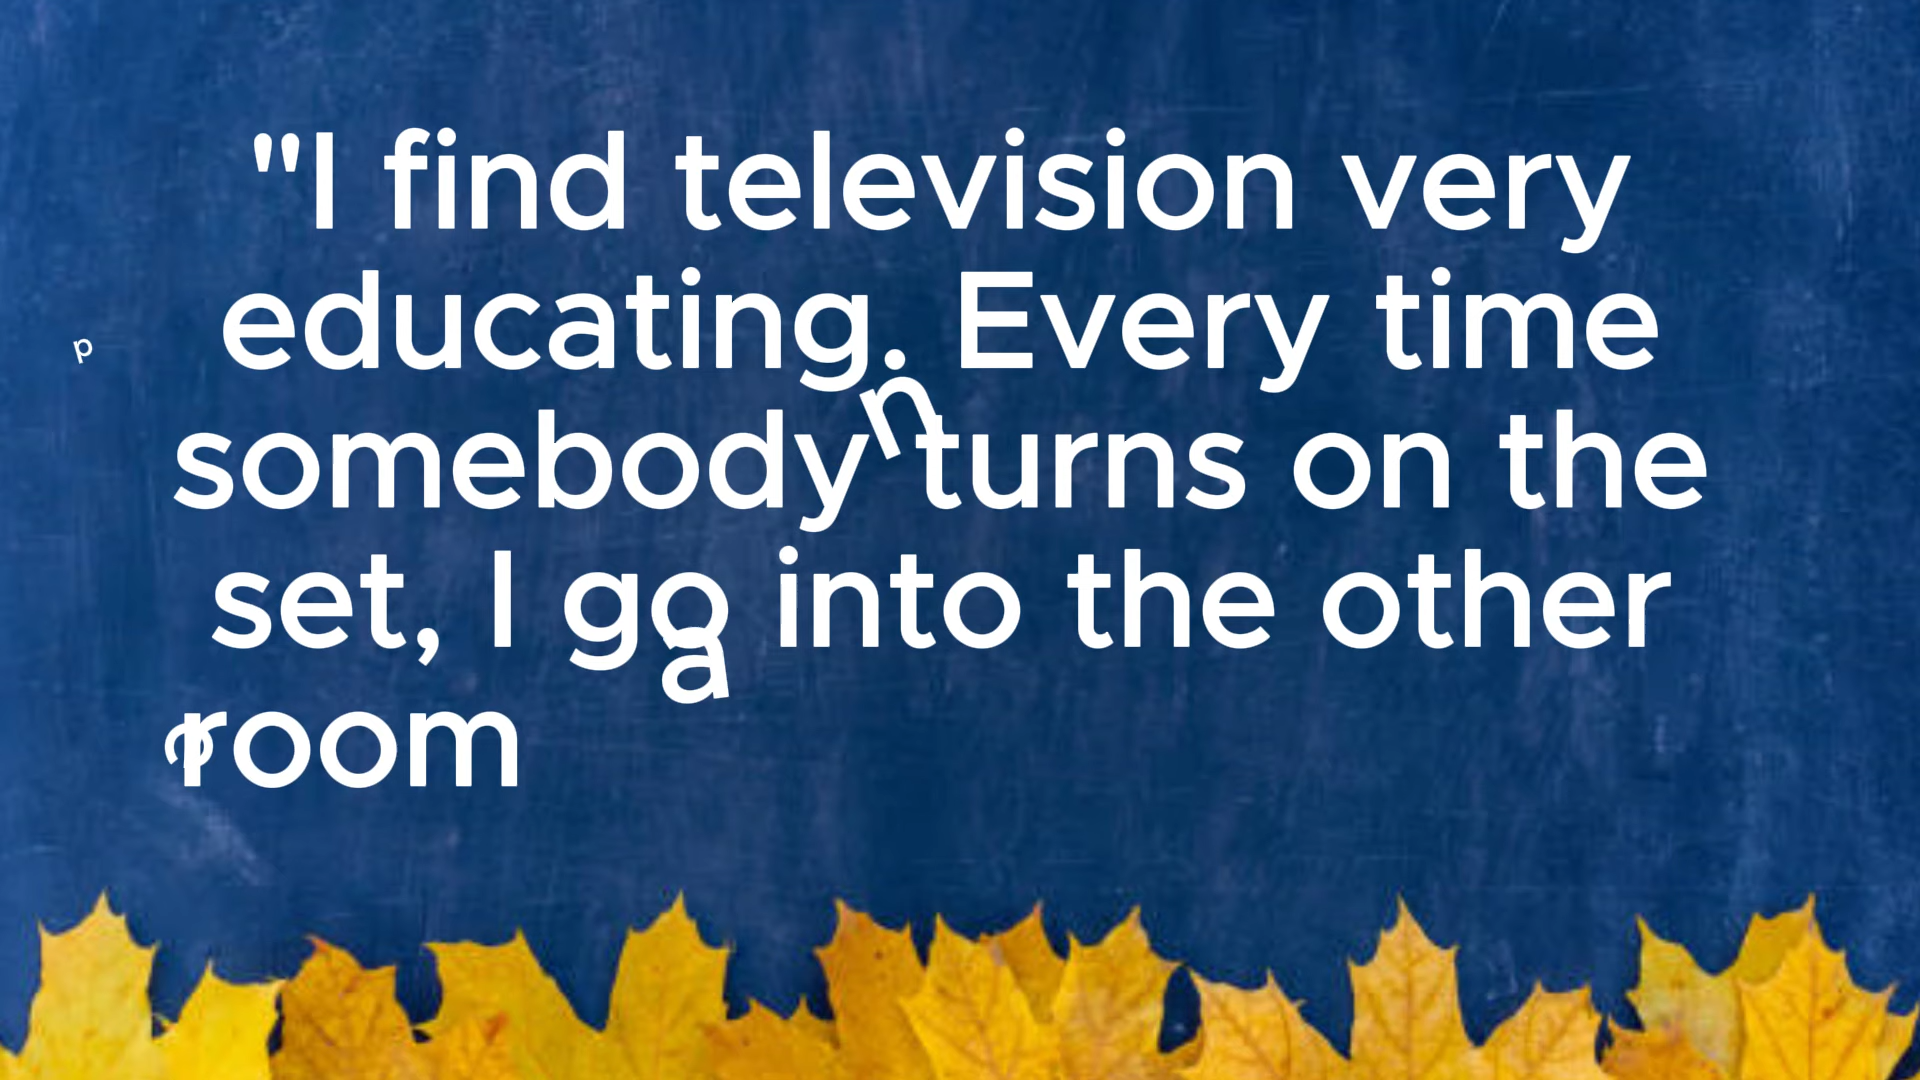 "I find television very
educating. Every time
somebody turns on the
set, I go into the other
room
a
n
p